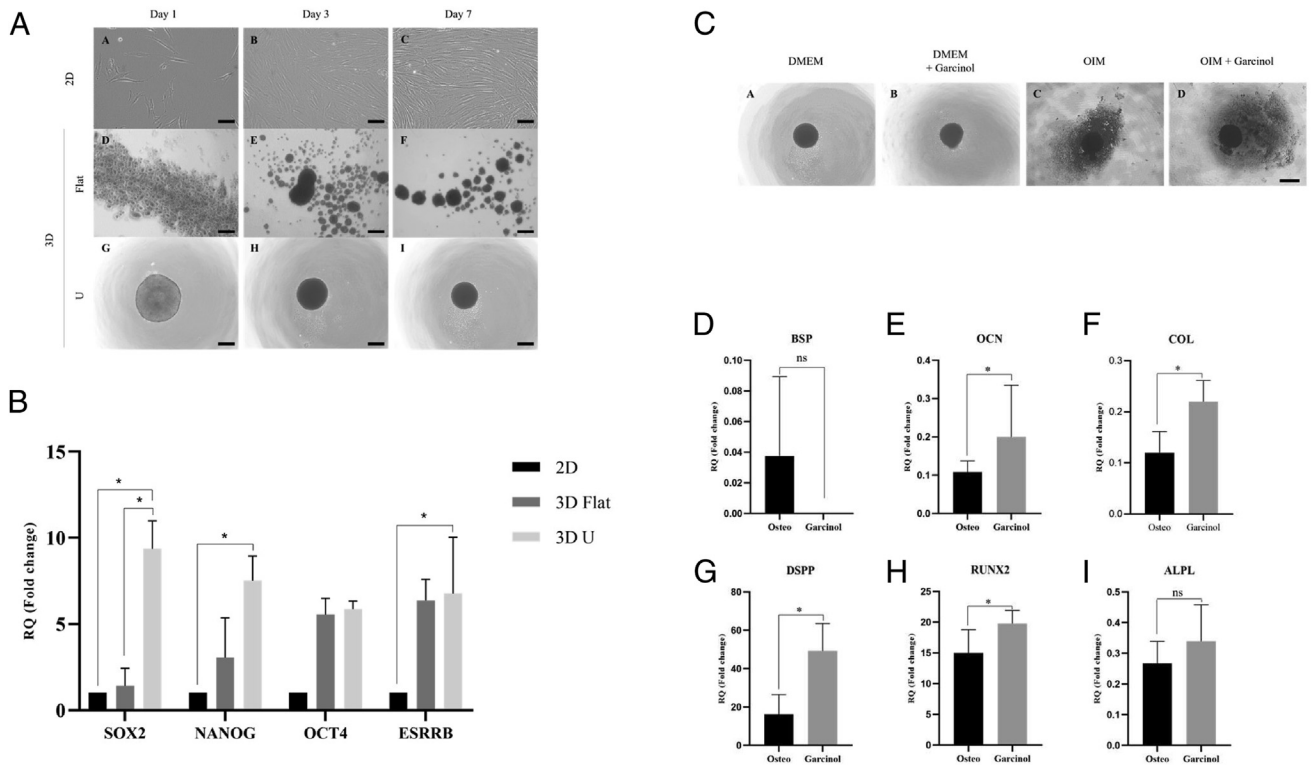 A
Day 1
Day 3
Day 7
2D
A
B
C
3D
Flat
D
E
F
U
G
H
I
B
RQ (Fold change)
15
10
5
0
*
*
*
*
SOX2
NANOG
OCT4
ESRRB
2D
3D Flat
3D U
C
DMEM
DMEM
+ Garcinol
OIM
OIM + Garcinol
A
B
C
D
D
BSP
RQ (Fold change)
0.10
0.08
0.06
0.04
0.02
0.00
ns
Osteo
Garcinol
E
OCN
RQ (Fold change)
0.4
0.3
0.2
0.1
0.0
*
Osteo
Garcinol
F
COL
RQ (Fold change)
0.3
0.2
0.1
0.0
*
Osteo
Garcinol
G
DSPP
RQ (Fold change)
80
60
40
20
0
*
Osteo
Garcinol
H
RUNX2
RQ (Fold change)
25
20
15
10
5
0
*
Osteo
Garcinol
I
ALPL
RQ (Fold change)
0.5
0.4
0.3
0.2
0.1
0.0
ns
Osteo
Garcinol